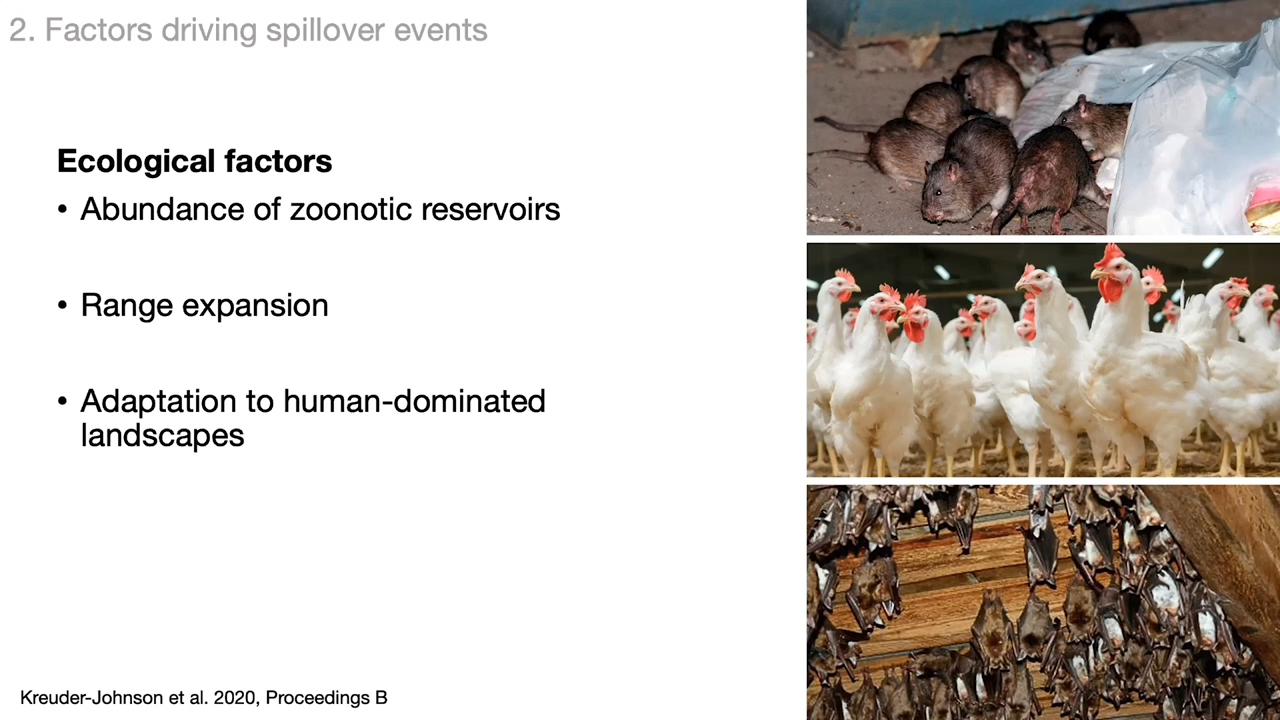 2. Factors driving spillover events
Ecological factors
• Abundance of zoonotic reservoirs
• Range expansion
• Adaptation to human-dominated
landscapes
Kreuder-Johnson et al. 2020, Proceedings B